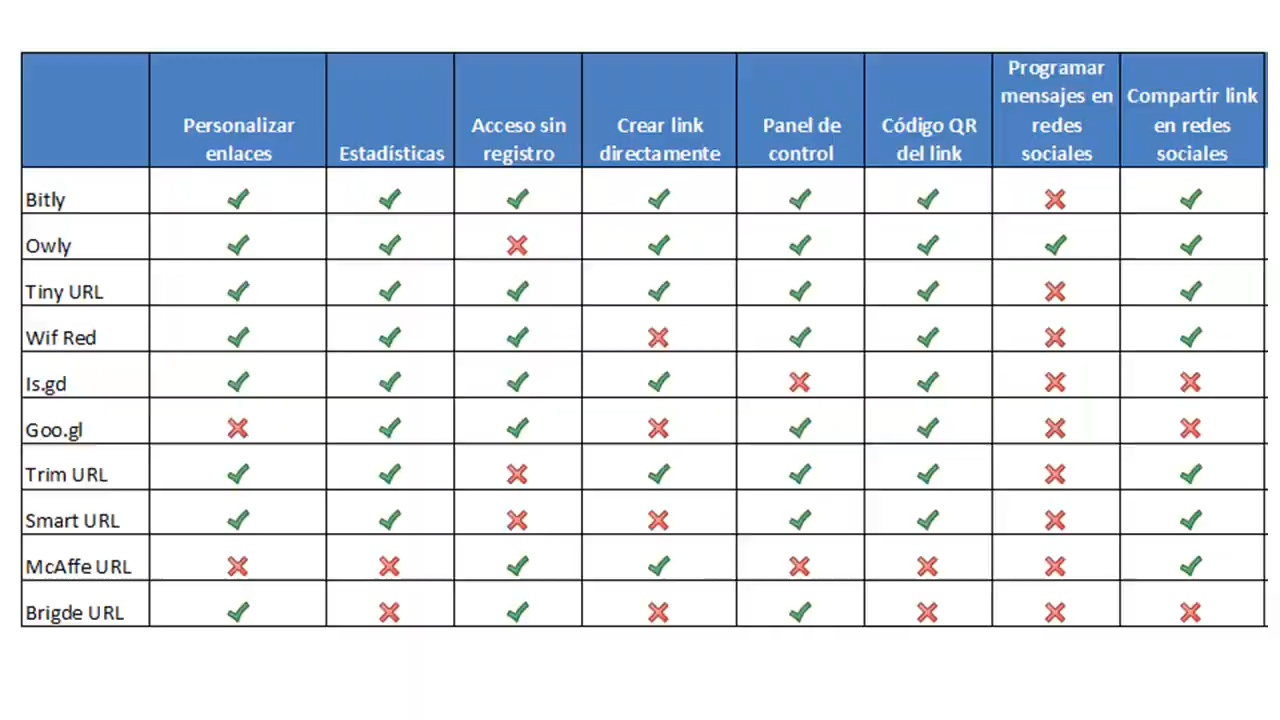 Personalizar
enlaces
Estadísticas
Acceso sin
registro
Crear link
directamente
Panel de
control
Código QR
del link
Programar
mensajes en
redes
sociales
Compartir link
en redes
sociales
Bitly
Owly
Tiny URL
Wif Red
Is.gd
Goo.gl
Trim URL
Smart URL
McAffe URL
Brigde URL